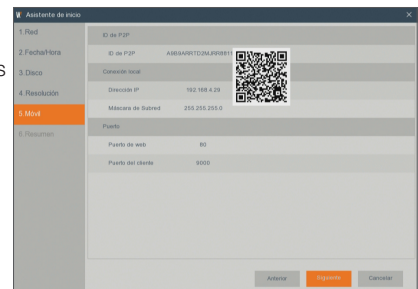 Asistente de inicio
1. Red
2. Fecha/Hora
3. Disco
4. Resolución
5. Móvil
6. Resumen
ID de P2P
ID de P2P
Conexión local
Dirección IP 192.168.4.29
Máscara de Subred 255.255.255.0
Puerto
Puerto de web 80
Puerto del cliente 9000
Anterior Siguiente Cancelar
S